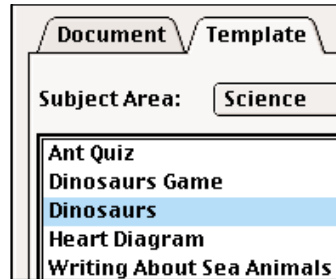 Document Template
Subject Area: Science
Ant Quiz
Dinosaurs Game
Dinosaurs
Heart Diagram
Writing About Sea Animals